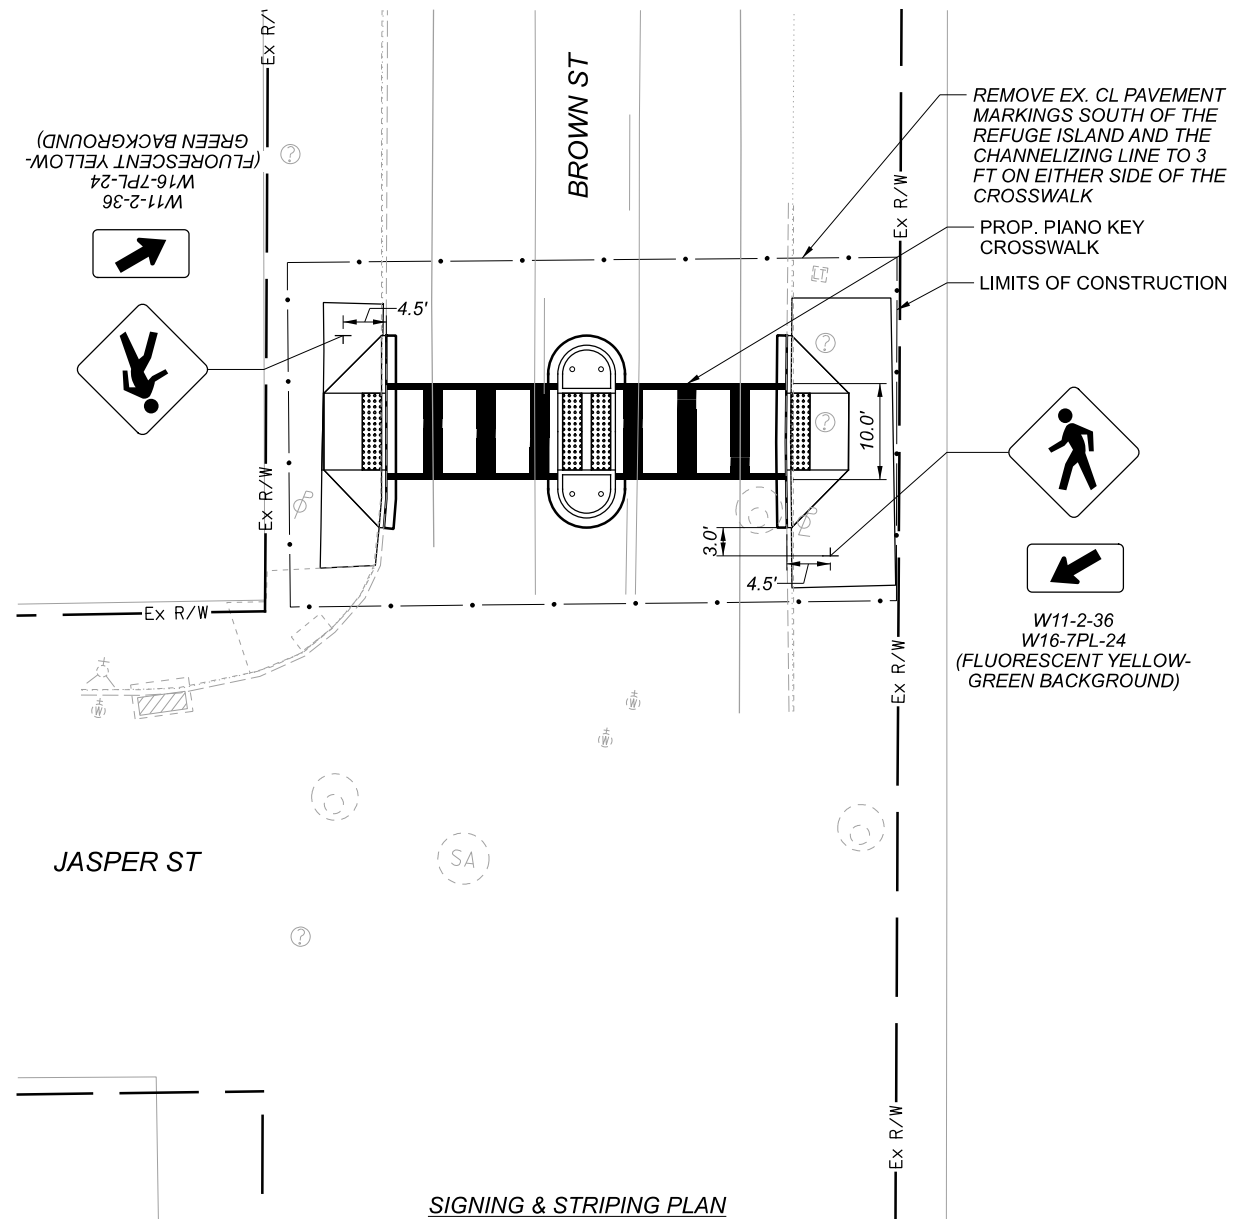 Ex R/W
BROWN ST
W11-2-36
W16-7PL-24
(FLUORESCENT YELLOW-
GREEN BACKGROUND)
REMOVE EX. CL PAVEMENT
MARKINGS SOUTH OF THE
REFUGE ISLAND AND THE
CHANNELIZING LINE TO 3
FT ON EITHER SIDE OF THE
CROSSWALK
Ex R/W
PROP. PIANO KEY
CROSSWALK
LIMITS OF CONSTRUCTION
4.5'
10.0'
Ex R/W
3.0'
4.5'
Ex R/W
W11-2-36
W16-7PL-24
(FLUORESCENT YELLOW-
GREEN BACKGROUND)
Ex R/W
?
?
?
P
P
W
W
W
JASPER ST
SA
?
Ex R/W
SIGNING & STRIPING PLAN